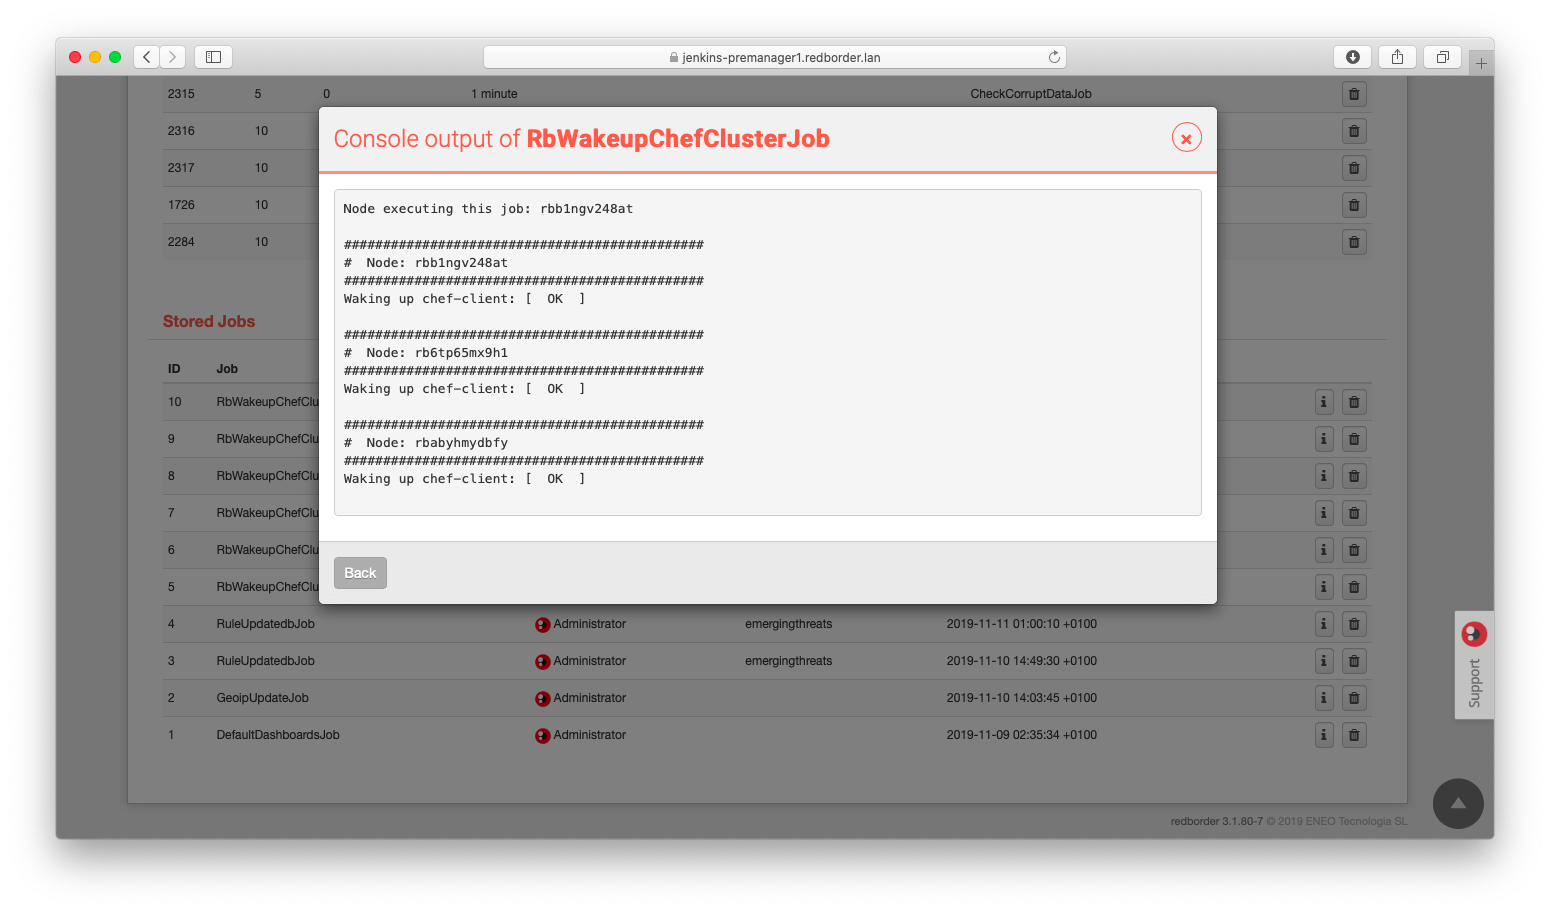 jenkins-premanager1.redborder.lan
2315 5 0 1 minute CheckCorruptDataJob
2316 10
2317 10
1726 10
2284 10
Console output of RbWakeupChefClusterJob
Node executing this job: rbb1ngv248at
##############################################
#  Node: rbb1ngv248at
##############################################
Waking up chef-client: [  OK  ]
##############################################
#  Node: rb6tp65mx9h1
##############################################
Waking up chef-client: [  OK  ]
##############################################
#  Node: rbabyhmydbfy
##############################################
Waking up chef-client: [  OK  ]
Back
Stored Jobs
ID Job
10 RbWakeupChefClu
9 RbWakeupChefClu
8 RbWakeupChefClu
7 RbWakeupChefClu
6 RbWakeupChefClu
5 RbWakeupChefClu
4 RuleUpdatedbJob Administrator emergingthreats 2019-11-11 01:00:10 +0100
3 RuleUpdatedbJob Administrator emergingthreats 2019-11-10 14:49:30 +0100
2 GeoipUpdateJob Administrator 2019-11-10 14:03:45 +0100
1 DefaultDashboardsJob Administrator 2019-11-09 02:35:34 +0100
Support
redborder 3.1.80-7 © 2019 ENEO Tecnologia SL